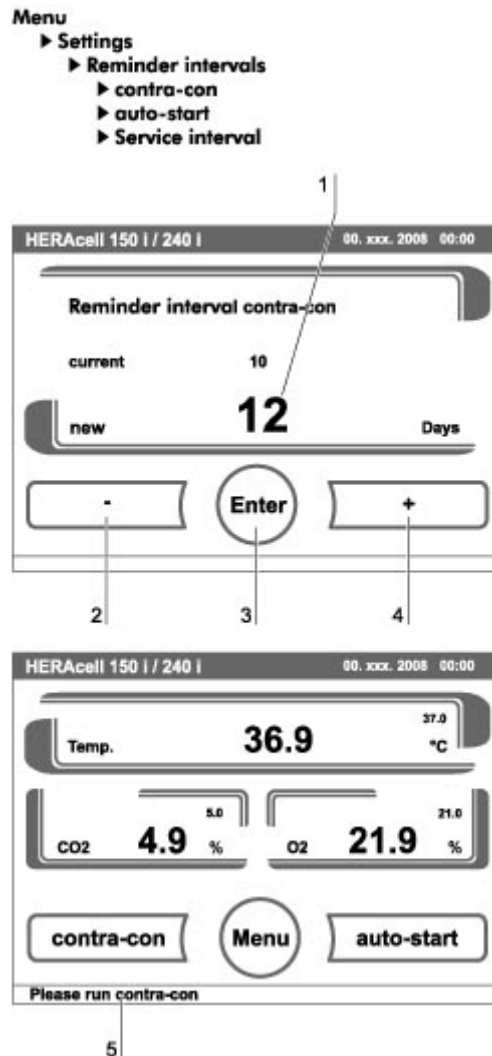 Menu
▶ Settings
▶ Reminder intervals
▶ contra-con
▶ auto-start
▶ Service interval
1
HERAcell 150 i / 240 i 00. xxx. 2008 00:00
Reminder interval contra-con
current 10
new 12 Days
- Enter +
2 3 4
HERAcell 150 i / 240 i 00. xxx. 2008 00:00
37.0
Temp. 36.9 °C
5.0 21.0
CO2 4.9 % O2 21.9 %
contra-con Menu auto-start
Please run contra-con
5